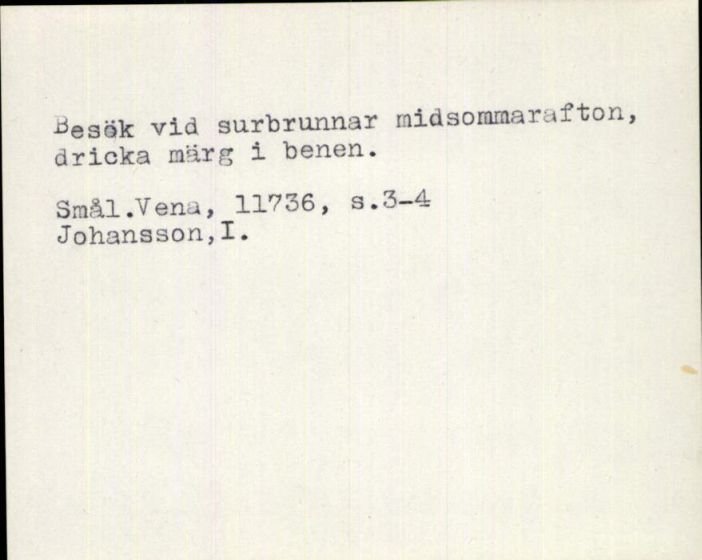 Besök vid surbrunnar midsommarafton,
dricka märg i benen.
Smål.Vena, 11736, s.3-4
Johansson,I.